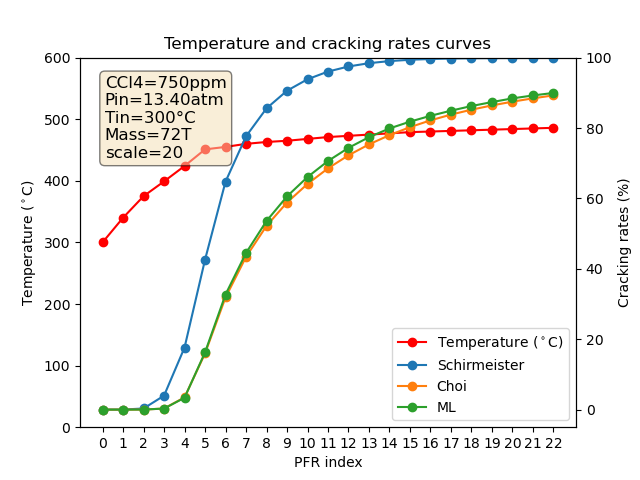 Temperature and cracking rates curves
CCl4=750ppm
Pin=13.40atm
Tin=300°C
Mass=72T
scale=20
600
500
400
300
200
100
0
Temperature (°C)
100
80
60
40
20
0
Cracking rates (%)
Temperature (°C)
Schirmeister
Choi
ML
0 1 2 3 4 5 6 7 8 9 10 11 12 13 14 15 16 17 18 19 20 21 22
PFR index